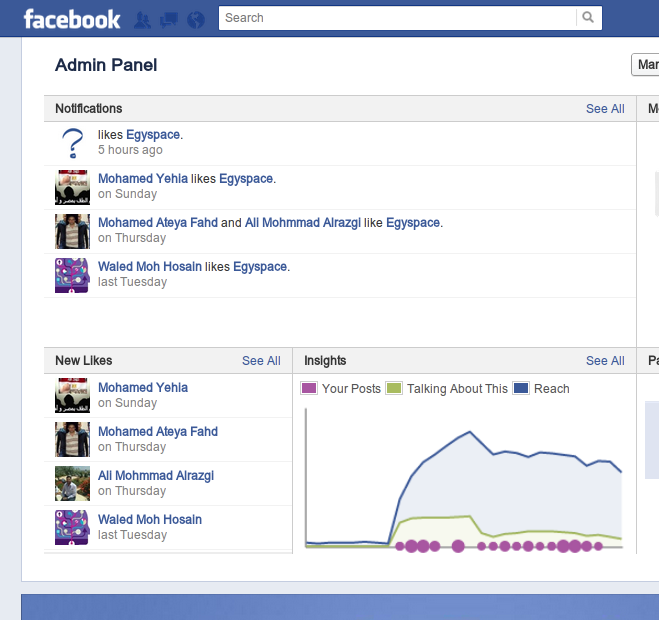 facebook
Search
Admin Panel
Notifications
See All
likes Egyspace.
5 hours ago
Mohamed Yehia likes Egyspace.
on Sunday
Mohamed Ateya Fahd and Ali Mohmmad Alrazgi like Egyspace.
on Thursday
Waled Moh Hosain likes Egyspace.
last Tuesday
New Likes
See All
Mohamed Yehia
on Sunday
Mohamed Ateya Fahd
on Thursday
Ali Mohmmad Alrazgi
on Thursday
Waled Moh Hosain
last Tuesday
Insights
See All
Your Posts
Talking About This
Reach